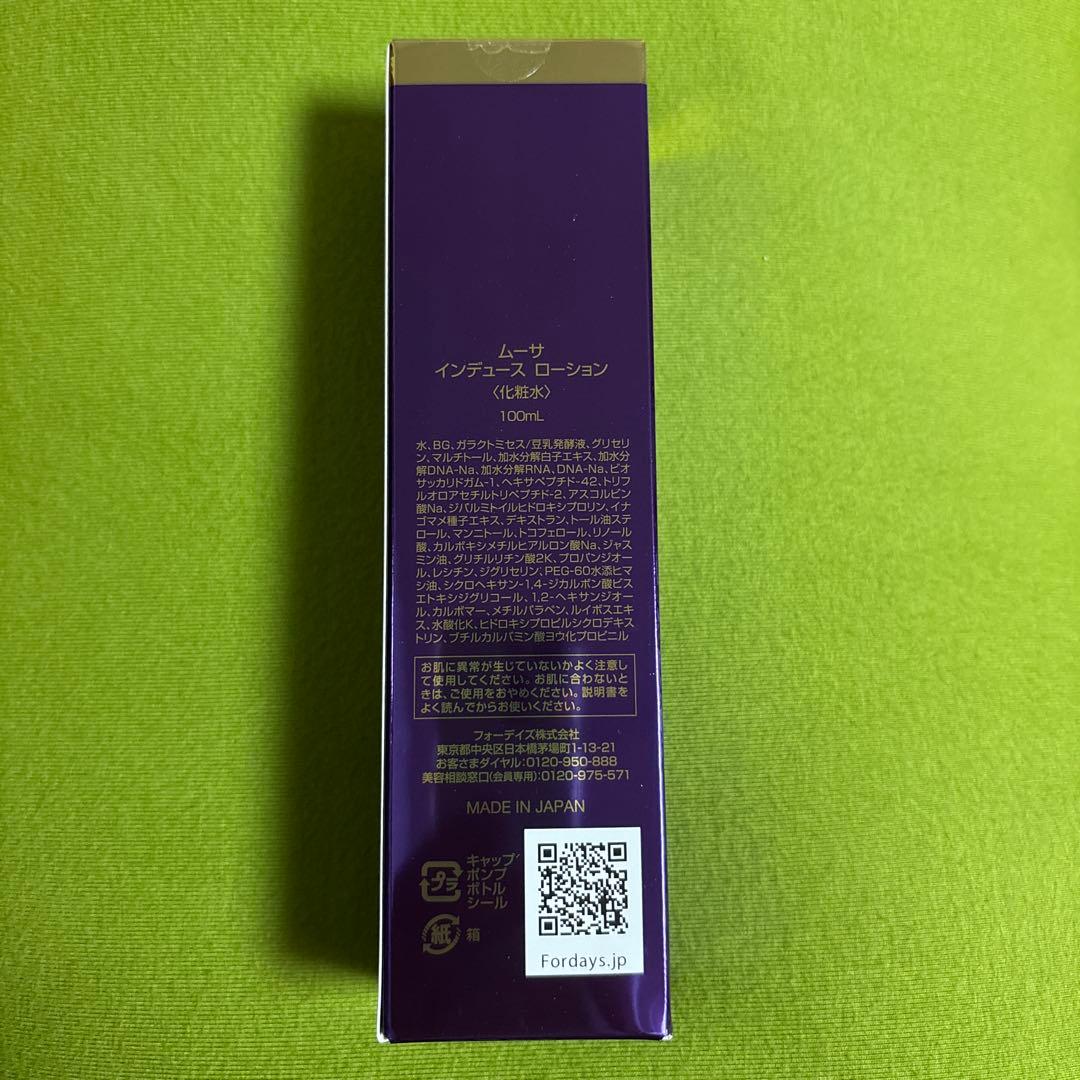 ムーサ
インデュース ローション
〈化粧水〉
100mL
水、BG、ガラクトミセス/豆乳発酵液、グリセリ
ン、マルチトール、加水分解白子エキス、加水分
解DNA-Na、加水分解RNA、DNA-Na、ビオ
サッカリドガム-1、ヘキサペプチド-42、トリフ
ルオロアセチルトリペプチド-2、アスコルビン
酸Na、ジパルミトイルヒドロキシプロリン、イナ
ゴマメ種子エキス、デキストラン、トール油ステ
ロール、マンニトール、トコフェロール、リノール
酸、カルボキシメチルヒアルロン酸Na、ジャス
ミン油、グリチルリチン酸2K、プロパンジオー
ル、レシチン、ジグリセリン、PEG-60水添ヒマ
シ油、シクロヘキサン-1,4-ジカルボン酸ビス
エトキシジグリコール、1,2-ヘキサンジオー
ル、カルボマー、メチルパラベン、ルイボスエキ
ス、水酸化K、ヒドロキシプロピルシクロデキス
トリン、ブチルカルバミン酸ヨウ化プロピニル
お肌に異常が生じていないかよく注意し
て使用してください。お肌に合わないと
きは、ご使用をおやめください。説明書を
よく読んでからお使いください。
フォーデイズ株式会社
東京都中央区日本橋茅場町1-13-21
お客さまダイヤル:0120-950-888
美容相談窓口(会員専用):0120-975-571
MADE IN JAPAN
プラ
キャップ
ポンプ
ボトル
シール
紙 箱
Fordays.jp